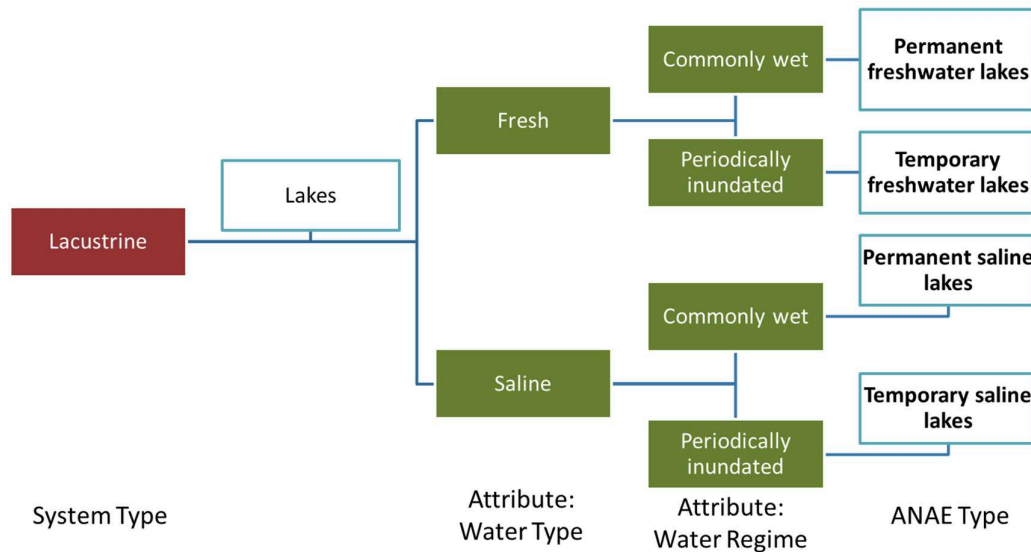 Lacustrine
Lakes
Fresh
Saline
Commonly wet
Periodically
inundated
Commonly wet
Periodically
inundated
Permanent
freshwater lakes
Temporary
freshwater lakes
Permanent saline
lakes
Temporary saline
lakes
System Type
Attribute:
Water Type
Attribute:
Water Regime
ANAE Type